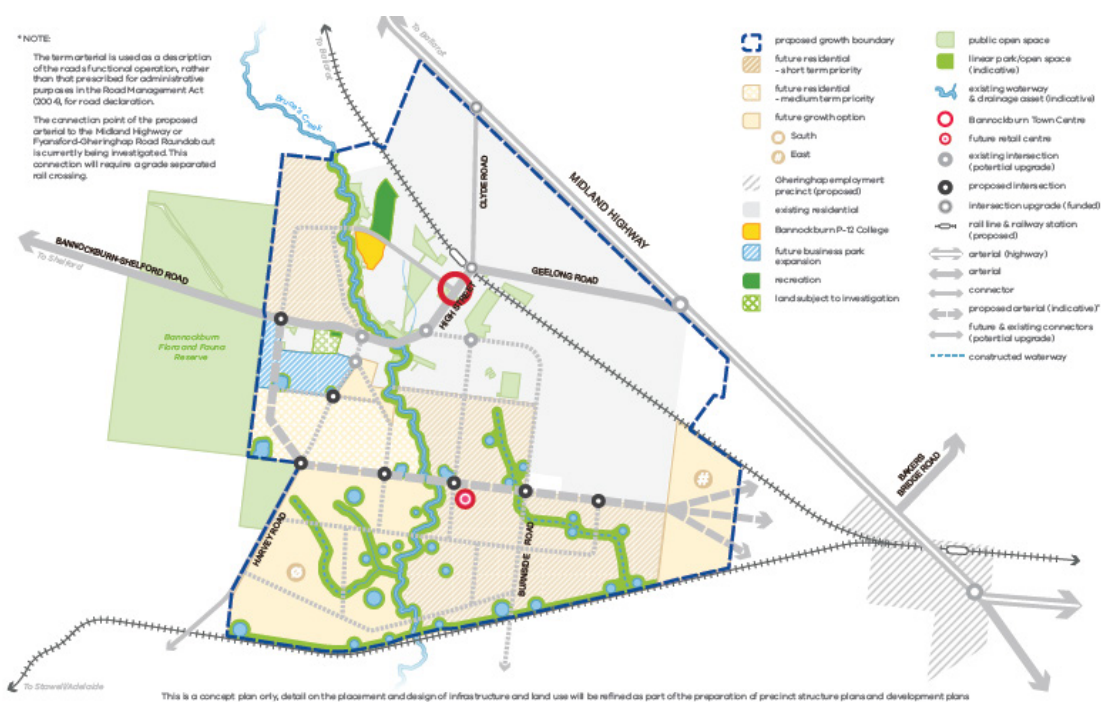 * NOTE:
The term arterial is used as a description
of the roads functional operation, rather
than that prescribed for administrative
purposes in the Road Management Act
(2004), for road declaration.
The connection point of the proposed
arterial to the Midland Highway or
Fyansford-Gheringhap Road Roundabout
is currently being investigated. This
connection will require a grade separated
rail crossing.
To Ballarat
To Ballarat
Bruce's Creek
CLYDE ROAD
MIDLAND HIGHWAY
BANNOCKBURN-SHELFORD ROAD
To Shelford
GEELONG ROAD
HIGH STREET
Bannockburn
Flora and Fauna
Reserve
HARVEY ROAD
BURNSIDE ROAD
BAKERS
BRIDGE ROAD
To Stawell/Adelaide
proposed growth boundary
future residential
- short term priority
future residential
- medium term priority
future growth option
South
East
Gheringhap employment
precinct (proposed)
existing residential
Bannockburn P-12 College
future business park
expansion
recreation
land subject to investigation
public open space
linear park/open space
(indicative)
existing waterway
& drainage asset (indicative)
Bannockburn Town Centre
future retail centre
existing intersection
(potential upgrade)
proposed intersection
intersection upgrade (funded)
rail line & railway station
(proposed)
arterial (highway)
arterial
connector
proposed arterial (indicative)*
future & existing connectors
(potential upgrade)
constructed waterway
This is a concept plan only, detail on the placement and design of infrastructure and land use will be refined as part of the preparation of precinct structure plans and development plans